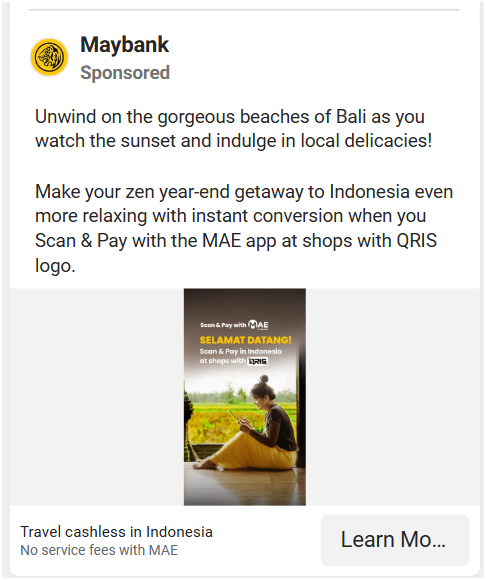 Maybank
Sponsored
Unwind on the gorgeous beaches of Bali as you
watch the sunset and indulge in local delicacies!
Make your zen year-end getaway to Indonesia even
more relaxing with instant conversion when you
Scan & Pay with the MAE app at shops with QRIS
logo.
Scan & Pay with MAE
SELAMAT DATANG!
Scan & Pay in Indonesia
at shops with QRIS
Travel cashless in Indonesia
No service fees with MAE
Learn Mo...